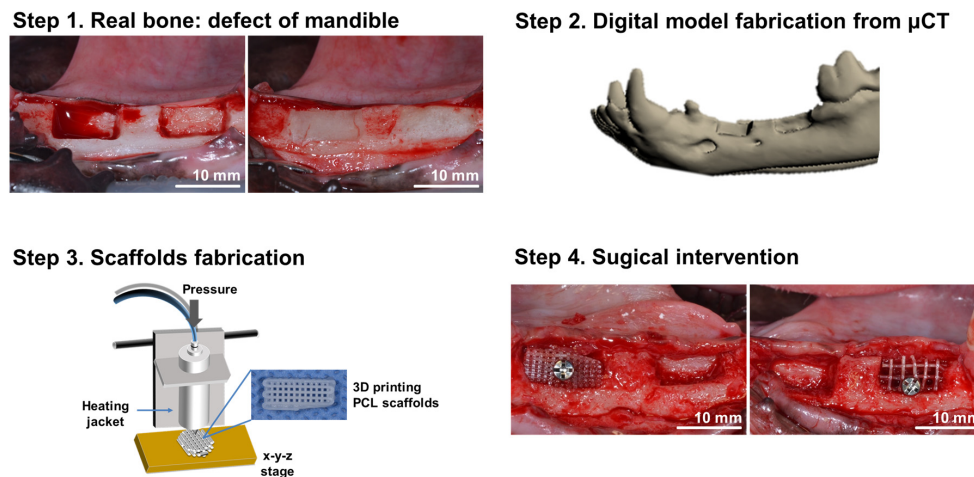 Step 1. Real bone: defect of mandible
10 mm
10 mm
Step 2. Digital model fabrication from µCT
Step 3. Scaffolds fabrication
Pressure
Heating
jacket
3D printing
PCL scaffolds
x-y-z
stage
Step 4. Sugical intervention
10 mm
10 mm